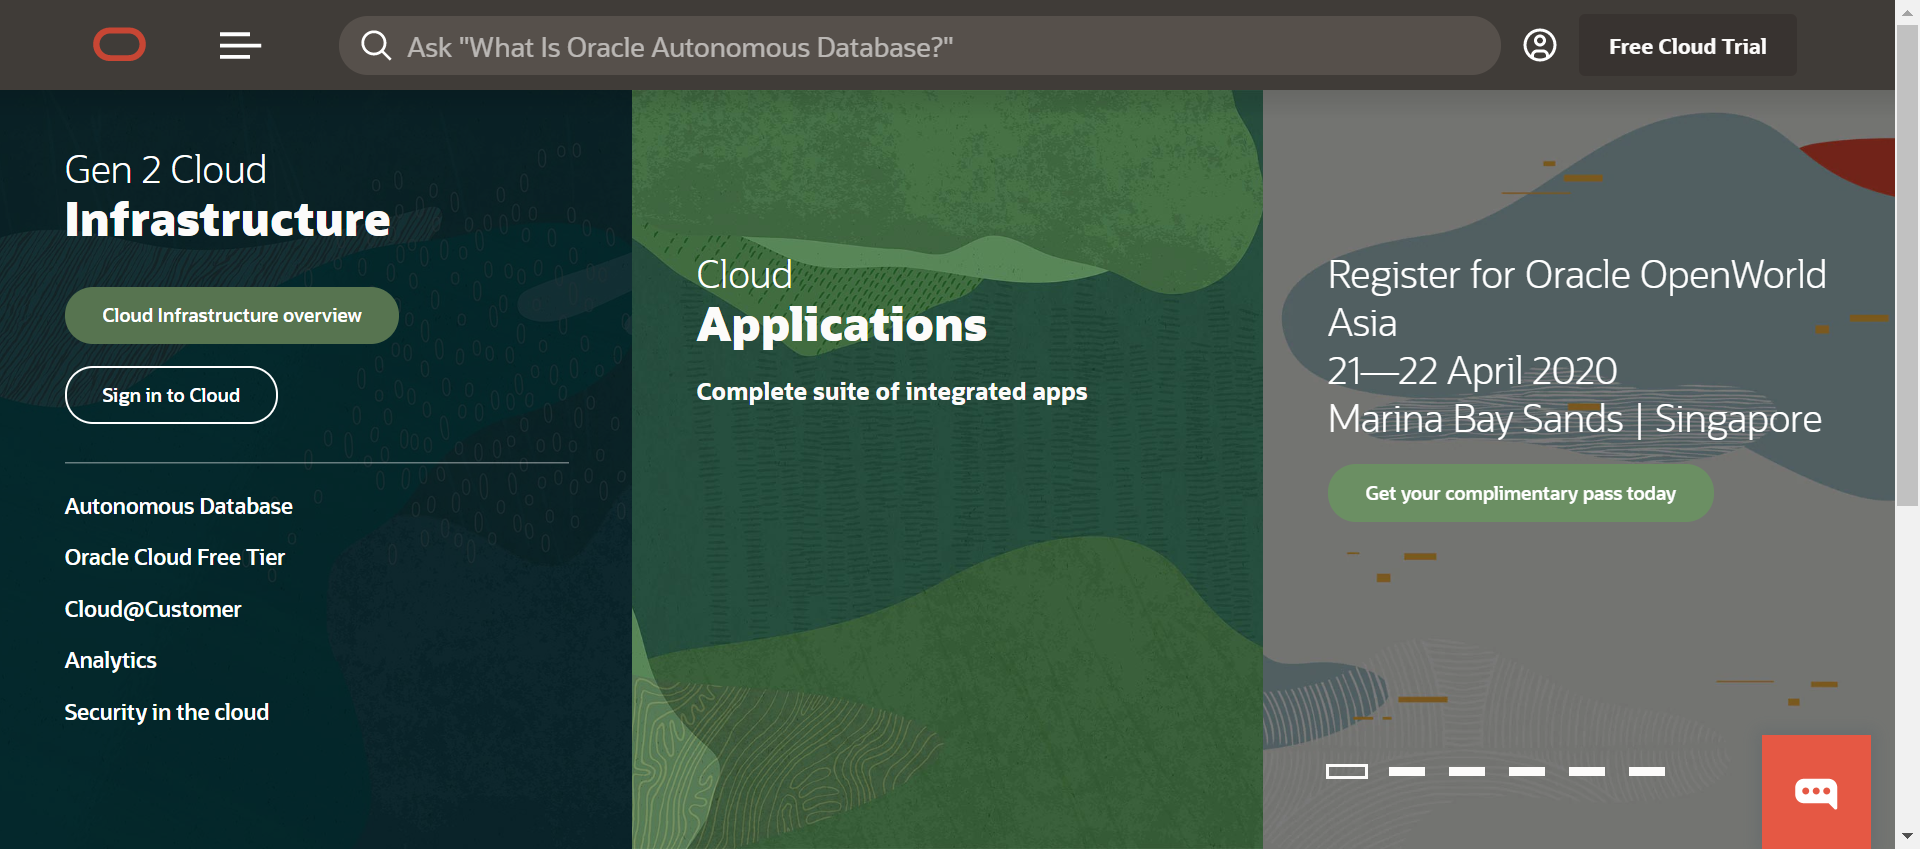 Ask "What Is Oracle Autonomous Database?"
Free Cloud Trial
Gen 2 Cloud
Infrastructure
Cloud Infrastructure overview
Sign in to Cloud
Autonomous Database
Oracle Cloud Free Tier
Cloud@Customer
Analytics
Security in the cloud
Cloud
Applications
Complete suite of integrated apps
Register for Oracle OpenWorld
Asia
21—22 April 2020
Marina Bay Sands | Singapore
Get your complimentary pass today